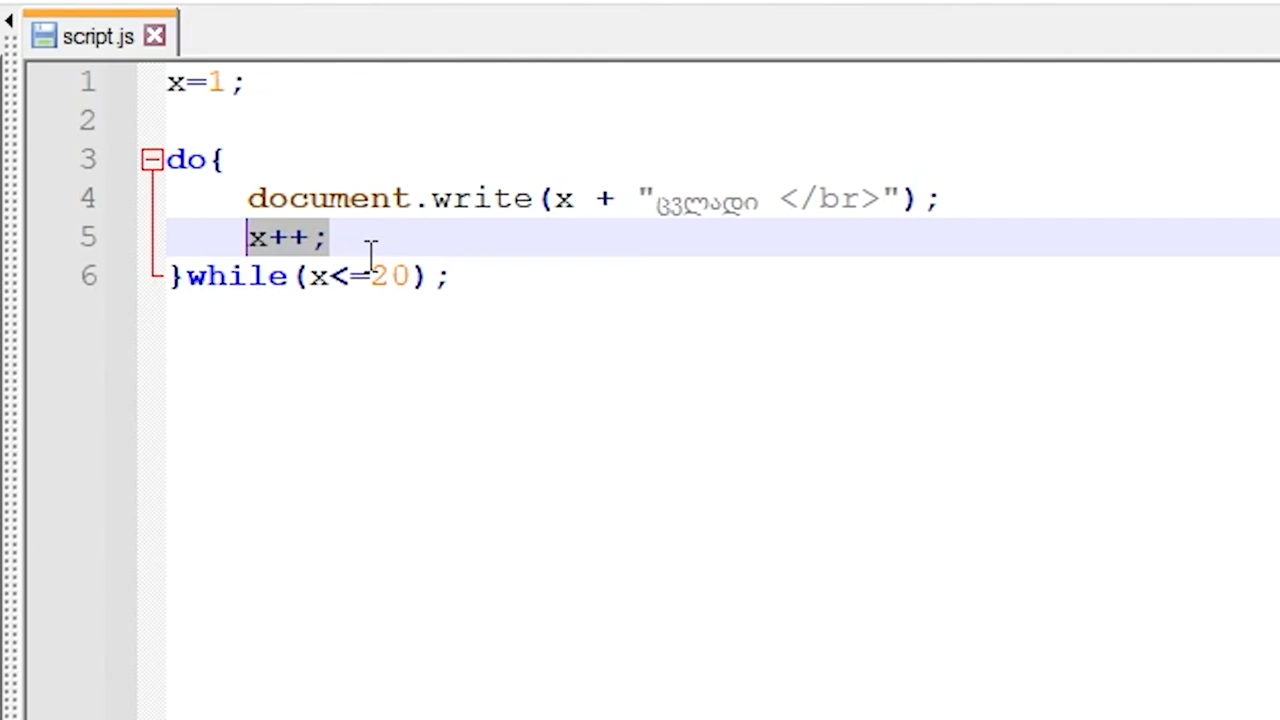 script.js
1 x=1;
2
3 do{
4 document.write(x + "ცვლადი </br>");
5 x++;
6 }while(x<=20);